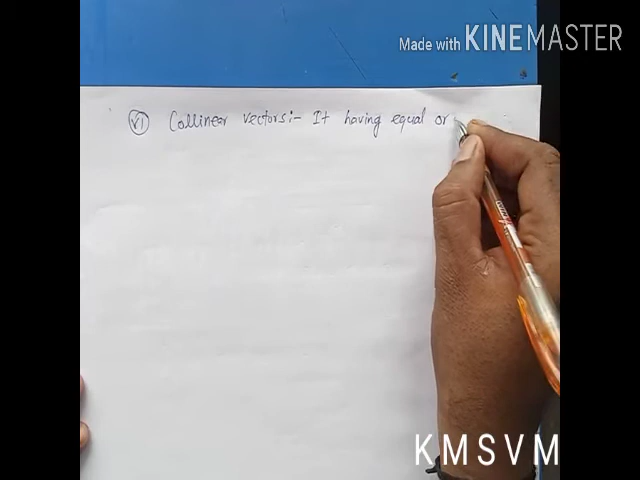 Made with KINEMASTER
(vi) Collinear vectors:- It having equal or
KMSVM